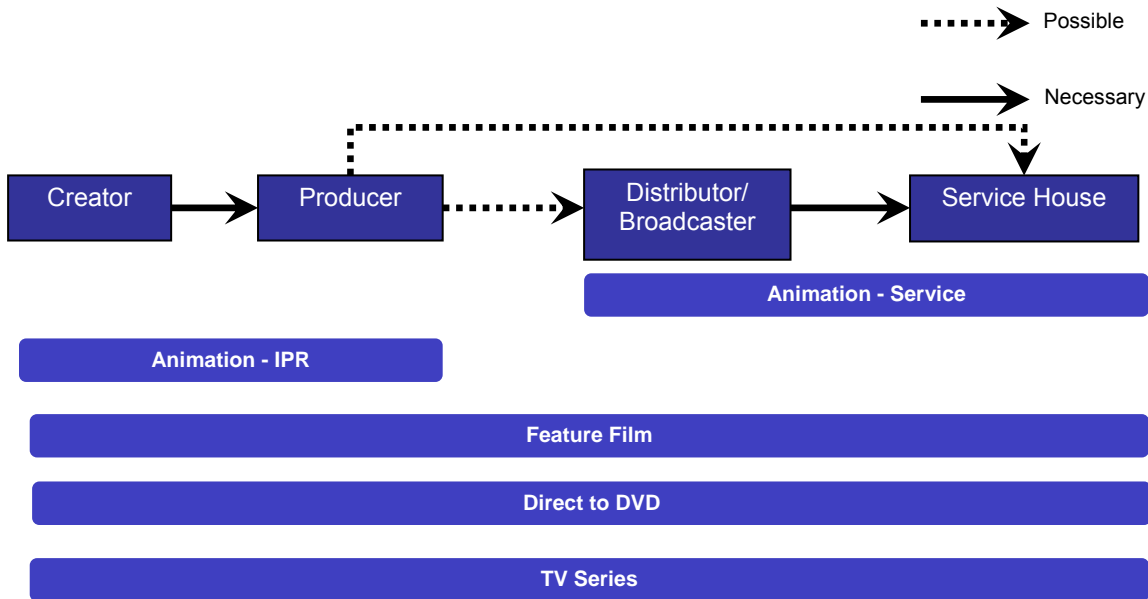 Possible
Necessary
Creator
Producer
Distributor/
Broadcaster
Service House
Animation - Service
Animation - IPR
Feature Film
Direct to DVD
TV Series